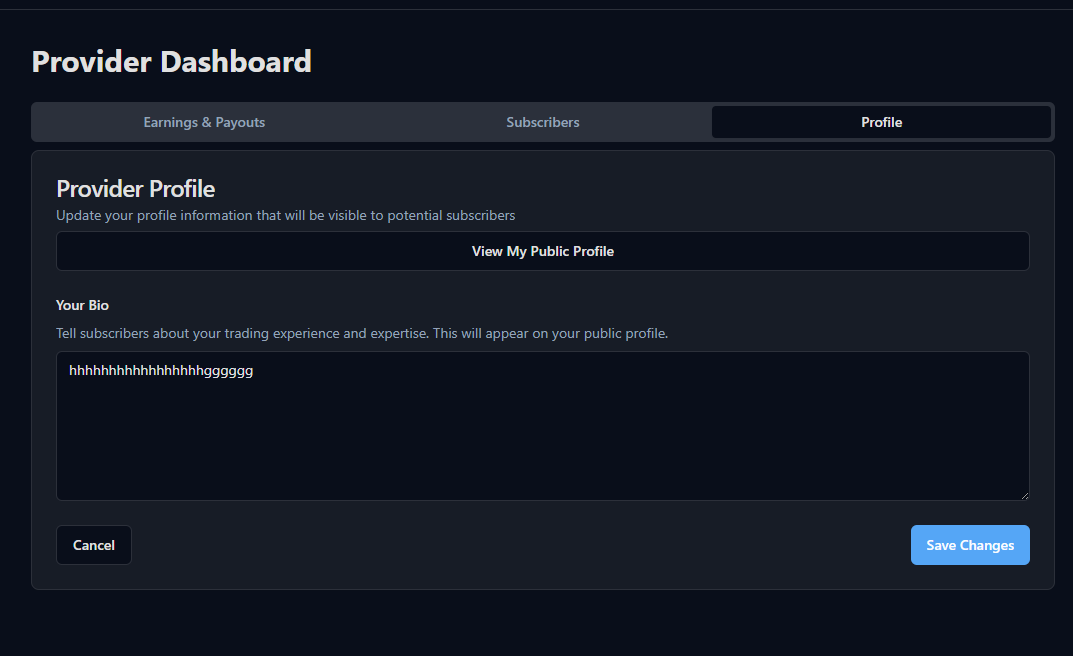 Provider Dashboard
Earnings & Payouts
Subscribers
Profile
Provider Profile
Update your profile information that will be visible to potential subscribers
View My Public Profile
Your Bio
Tell subscribers about your trading experience and expertise. This will appear on your public profile.
hhhhhhhhhhhhhhhhhgggggg
Cancel
Save Changes